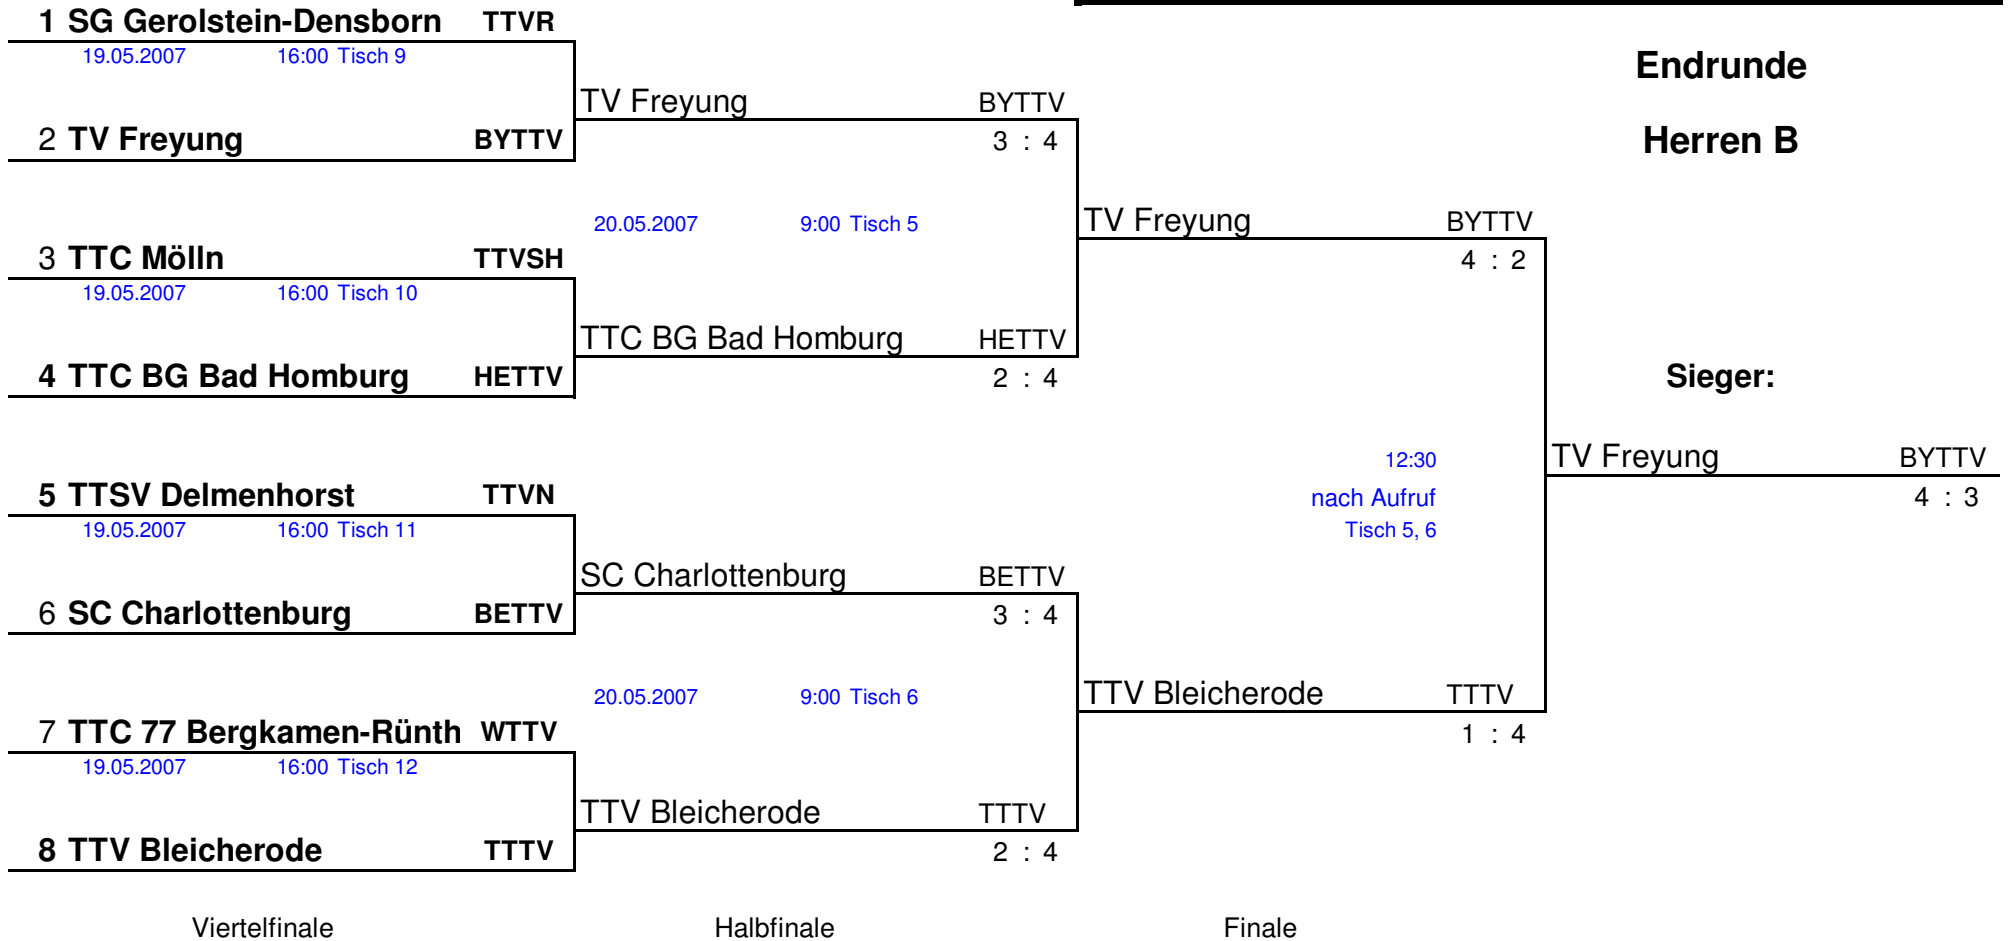 1 SG Gerolstein-Densborn TTVR
19.05.2007 16:00 Tisch 9
Endrunde
TV Freyung BYTTV
2 TV Freyung BYTTV
3 : 4
Herren B
20.05.2007 9:00 Tisch 5
TV Freyung BYTTV
3 TTC Mölln TTVSH
4 : 2
19.05.2007 16:00 Tisch 10
TTC BG Bad Homburg HETTV
4 TTC BG Bad Homburg HETTV
2 : 4
Sieger:
12:30
TV Freyung BYTTV
5 TTSV Delmenhorst TTVN
nach Aufruf
4 : 3
19.05.2007 16:00 Tisch 11
Tisch 5, 6
SC Charlottenburg BETTV
6 SC Charlottenburg BETTV
3 : 4
20.05.2007 9:00 Tisch 6
TTV Bleicherode TTTV
7 TTC 77 Bergkamen-Rünth WTTV
1 : 4
19.05.2007 16:00 Tisch 12
TTV Bleicherode TTTV
8 TTV Bleicherode TTTV
2 : 4
Viertelfinale Halbfinale Finale